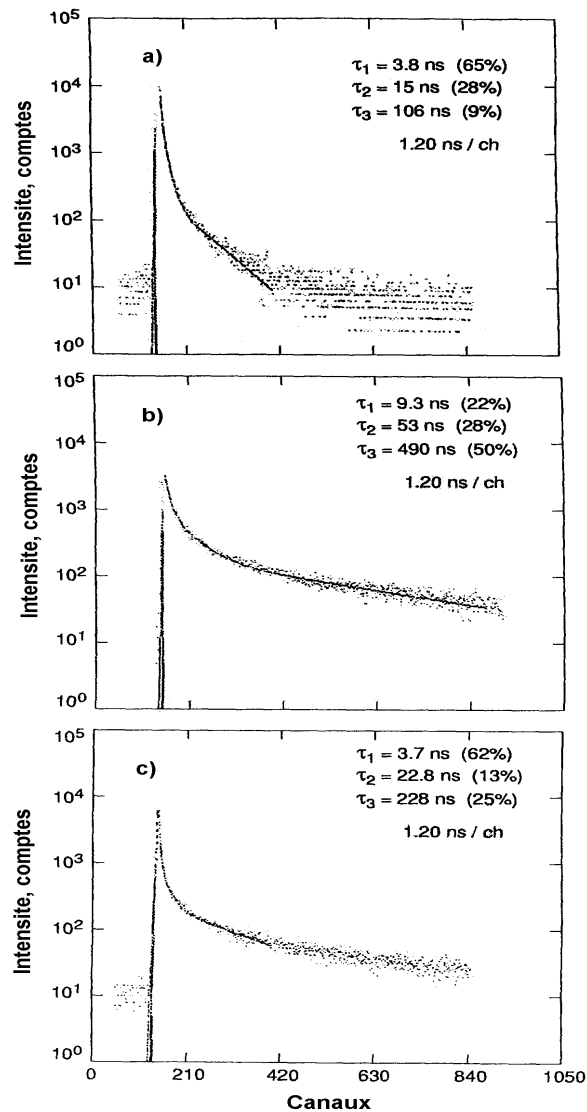 10⁵
a)
τ₁ = 3.8 ns (65%)
τ₂ = 15 ns (28%)
τ₃ = 106 ns (9%)
1.20 ns / ch
10⁴
10³
10²
10¹
10⁰
Intensite, comptes
10⁵
b)
τ₁ = 9.3 ns (22%)
τ₂ = 53 ns (28%)
τ₃ = 490 ns (50%)
1.20 ns / ch
10⁴
10³
10²
10¹
10⁰
Intensite, comptes
10⁵
c)
τ₁ = 3.7 ns (62%)
τ₂ = 22.8 ns (13%)
τ₃ = 228 ns (25%)
1.20 ns / ch
10⁴
10³
10²
10¹
10⁰
Intensite, comptes
0 210 420 630 840 1050
Canaux